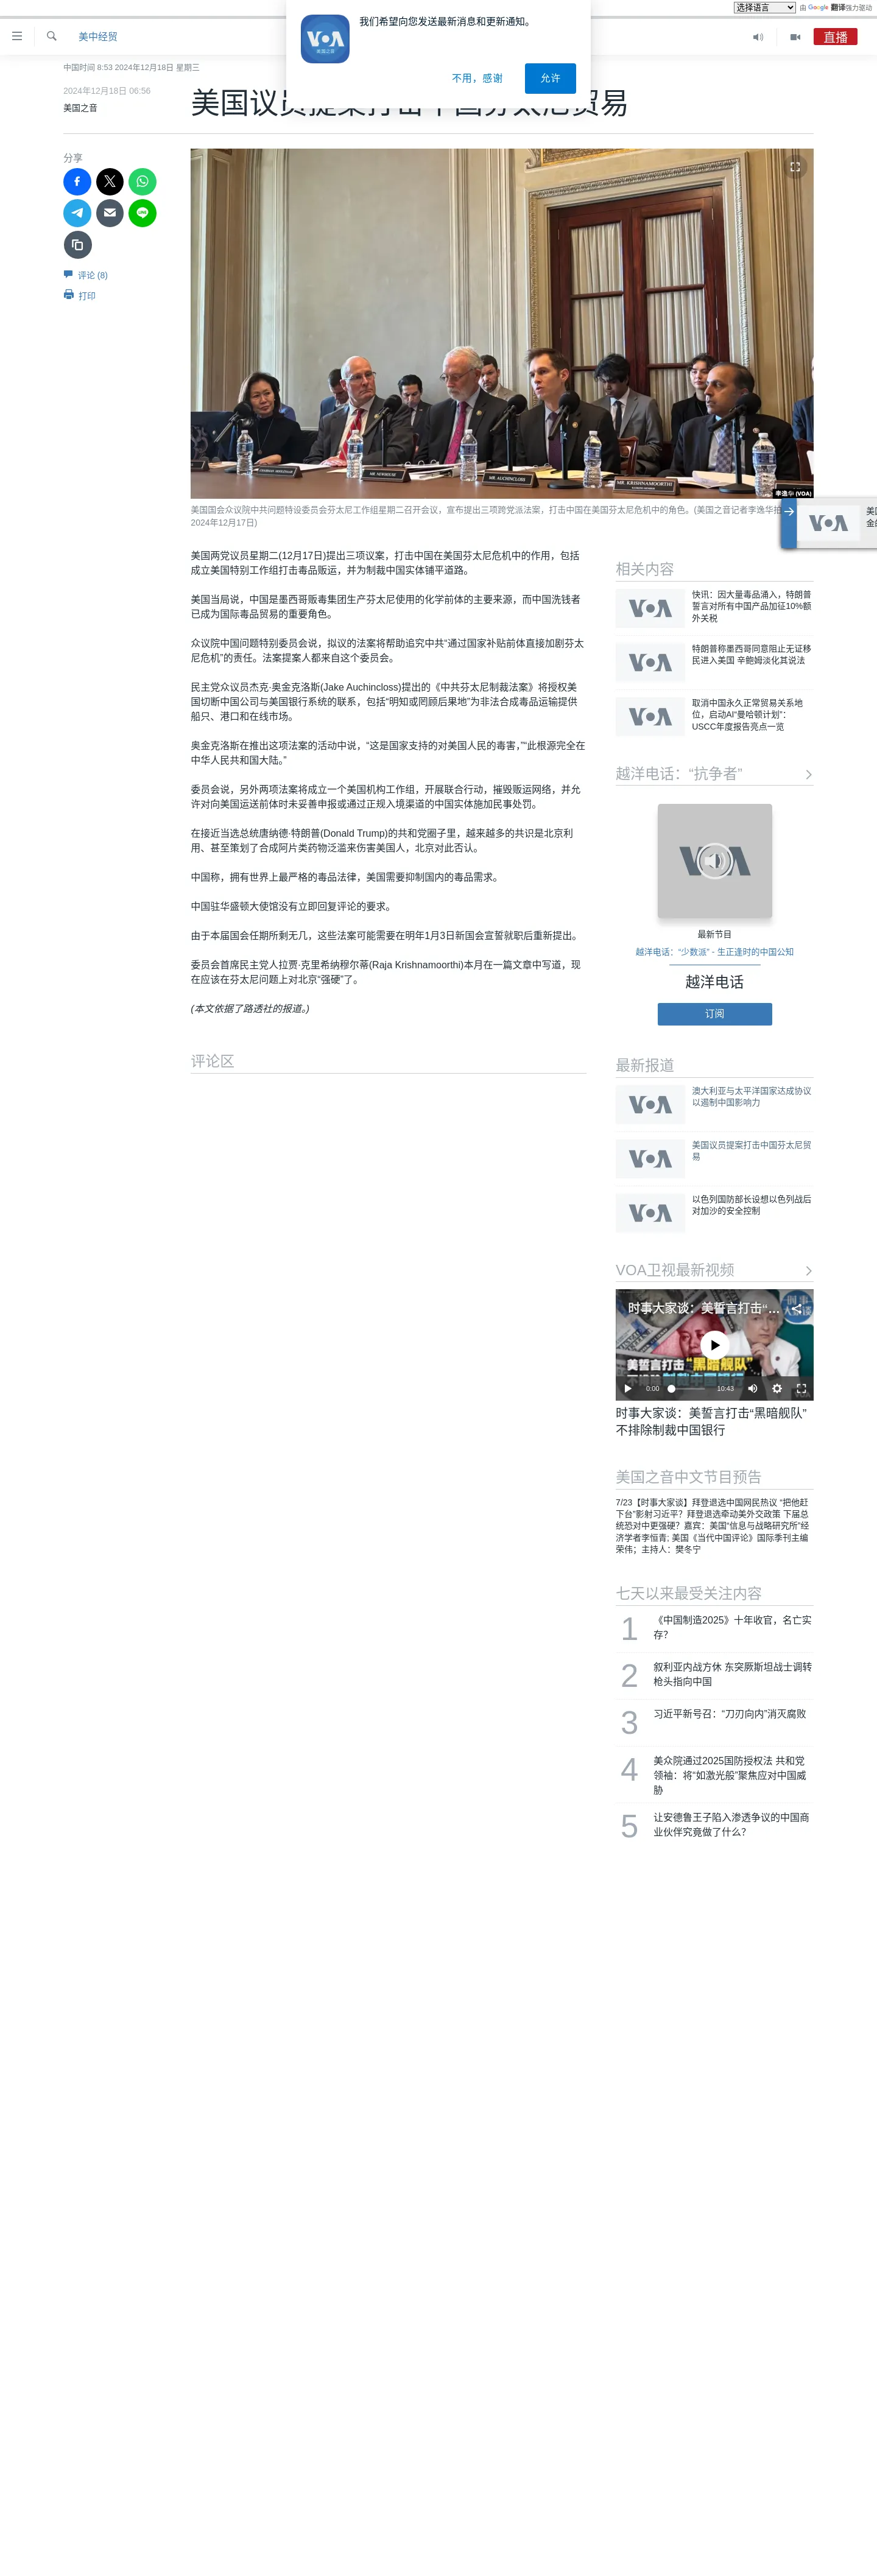 选择语言
由 Google 翻译强力驱动
我们希望向您发送最新消息和更新通知。
不用，感谢
允许
美中经贸
直播
中国时间 8:53 2024年12月18日 星期三
2024年12月18日 06:56
美国之音
美国议员提案打击中国芬太尼贸易
分享
评论 (8)
打印
李逸华 (VOA)
美国国会众议院中共问题特设委员会芬太尼工作组星期二召开会议，宣布提出三项跨党派法案，打击中国在美国芬太尼危机中的角色。(美国之音记者李逸华拍
2024年12月17日)
美国两党议员星期二(12月17日)提出三项议案，打击中国在美国芬太尼危机中的作用，包括
成立美国特别工作组打击毒品贩运，并为制裁中国实体铺平道路。
美国当局说，中国是墨西哥贩毒集团生产芬太尼使用的化学前体的主要来源，而中国洗钱者
已成为国际毒品贸易的重要角色。
众议院中国问题特别委员会说，拟议的法案将帮助追究中共“通过国家补贴前体直接加剧芬太
尼危机”的责任。法案提案人都来自这个委员会。
民主党众议员杰克·奥金克洛斯(Jake Auchincloss)提出的《中共芬太尼制裁法案》将授权美
国切断中国公司与美国银行系统的联系，包括“明知或罔顾后果地”为非法合成毒品运输提供
船只、港口和在线市场。
奥金克洛斯在推出这项法案的活动中说，“这是国家支持的对美国人民的毒害，”“此根源完全在
中华人民共和国大陆。”
委员会说，另外两项法案将成立一个美国机构工作组，开展联合行动，摧毁贩运网络，并允
许对向美国运送前体时未妥善申报或通过正规入境渠道的中国实体施加民事处罚。
在接近当选总统唐纳德·特朗普(Donald Trump)的共和党圈子里，越来越多的共识是北京利
用、甚至策划了合成阿片类药物泛滥来伤害美国人，北京对此否认。
中国称，拥有世界上最严格的毒品法律，美国需要抑制国内的毒品需求。
中国驻华盛顿大使馆没有立即回复评论的要求。
由于本届国会任期所剩无几，这些法案可能需要在明年1月3日新国会宣誓就职后重新提出。
委员会首席民主党人拉贾·克里希纳穆尔蒂(Raja Krishnamoorthi)本月在一篇文章中写道，现
在应该在芬太尼问题上对北京“强硬”了。
(本文依据了路透社的报道。)
评论区
相关内容
快讯：因大量毒品涌入，特朗普
誓言对所有中国产品加征10%额
外关税
特朗普称墨西哥同意阻止无证移
民进入美国 辛鲍姆淡化其说法
取消中国永久正常贸易关系地
位，启动AI“曼哈顿计划”：
USCC年度报告亮点一览
越洋电话：“抗争者”
最新节目
越洋电话：“少数派” - 生正逢时的中国公知
越洋电话
订阅
最新报道
澳大利亚与太平洋国家达成协议
以遏制中国影响力
美国议员提案打击中国芬太尼贸
易
以色列国防部长设想以色列战后
对加沙的安全控制
VOA卫视最新视频
时事大家谈：美誓言打击“…
美誓言打击“黑暗舰队”
0:00
10:43
时事大家谈：美誓言打击“黑暗舰队”
不排除制裁中国银行
美国之音中文节目预告
7/23【时事大家谈】拜登退选中国网民热议 “把他赶
下台”影射习近平？拜登退选牵动美外交政策 下届总
统恐对中更强硬？嘉宾：美国“信息与战略研究所”经
济学者李恒青; 美国《当代中国评论》国际季刊主编
荣伟；主持人：樊冬宁
七天以来最受关注内容
1
《中国制造2025》十年收官，名亡实
存？
2
叙利亚内战方休 东突厥斯坦战士调转
枪头指向中国
3
习近平新号召：“刀刃向内”消灭腐败
4
美众院通过2025国防授权法 共和党
领袖：将“如激光般”聚焦应对中国威
胁
5
让安德鲁王子陷入渗透争议的中国商
业伙伴究竟做了什么？